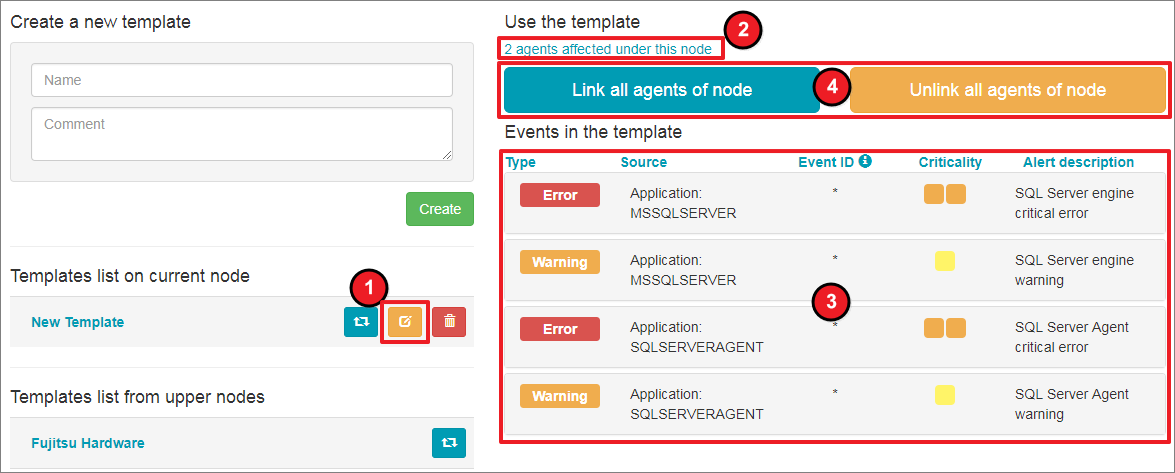 Create a new template
Name
Comment
Create
Templates list on current node
1
New Template
Templates list from upper nodes
Fujitsu Hardware
Use the template
2
2 agents affected under this node
Link all agents of node
4
Unlink all agents of node
Events in the template
Type Source Event ID Criticality Alert description
Error Application: * SQL Server engine
MSSQLSERVER critical error
Warning Application: * SQL Server engine
MSSQLSERVER warning
3
Error Application: * SQL Server Agent
SQLSERVERAGENT critical error
Warning Application: * SQL Server Agent
SQLSERVERAGENT warning